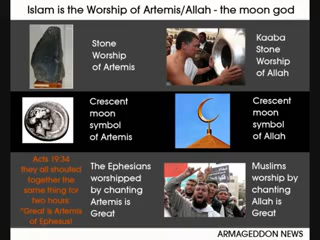 Islam is the Worship of Artemis/Allah - the moon god
Stone
Worship
of Artemis
Kaaba
Stone
Worship
of Allah
Crescent
moon
symbol
of Artemis
Crescent
moon
symbol
of Allah
Acts 19:34
they all shouted
together the
same thing for
two hours.
"Great is Artemis
of Ephesus!
The Ephesians
worshipped
by chanting
Artemis is
Great
Muslims
worship by
chanting
Allah is
Great
ARMAGEDDON NEWS